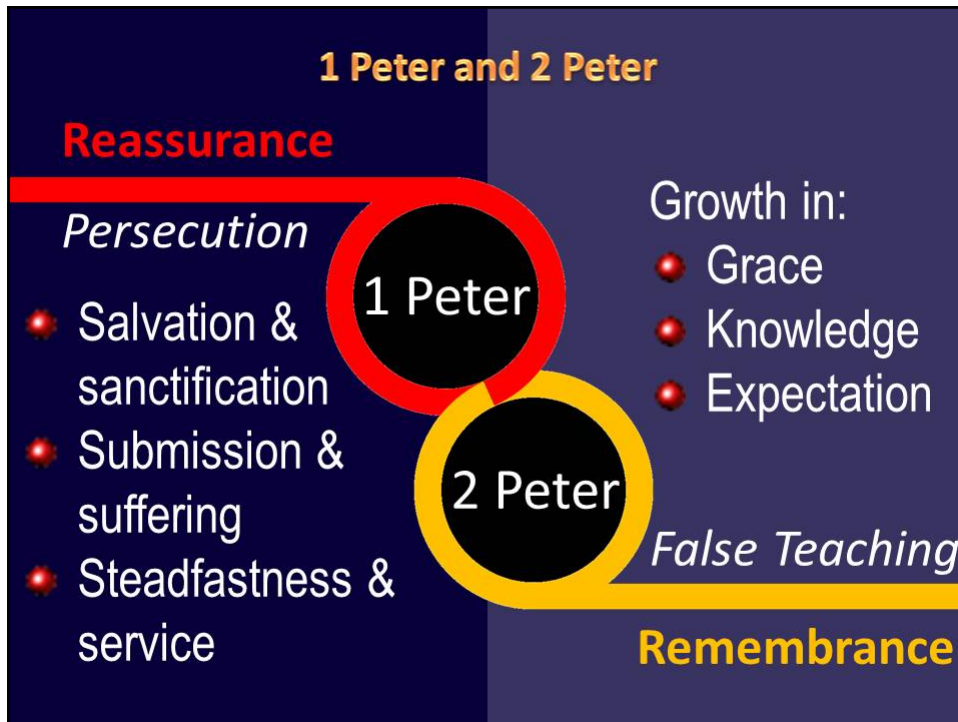 1 Peter and 2 Peter
Reassurance
Persecution
Salvation &
sanctification
Submission &
suffering
Steadfastness &
service
1 Peter
2 Peter
Growth in:
Grace
Knowledge
Expectation
False Teaching
Remembrance